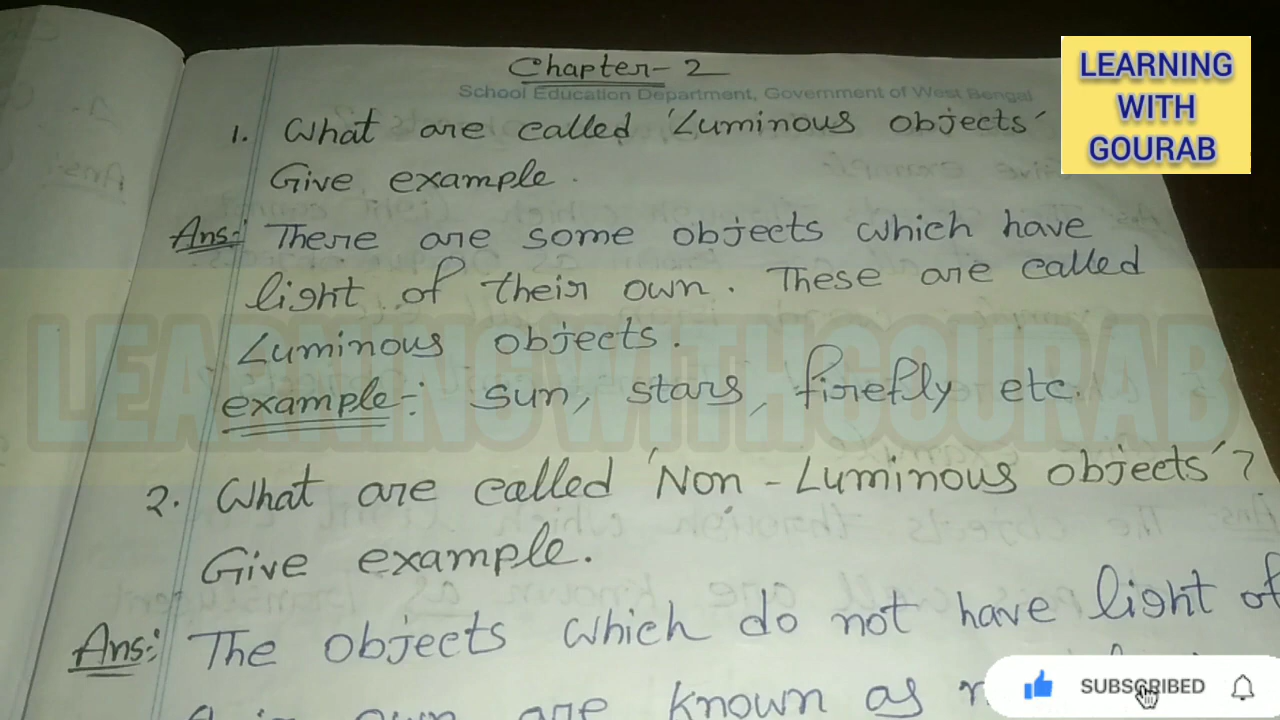 Chapter-2
School Education Department, Government of West Bengal
LEARNING
WITH
GOURAB
1. What are called 'Luminous objects'
Give example.
Ans:- There are some objects which have
light of their own. These are called
Luminous objects.
example:- sun, stars, firefly etc.
LEARNINGWITHGOURAB
2. What are called 'Non-Luminous objects'?
Give example.
Ans:- The objects which do not have light of
own are known as
SUBSCRIBED